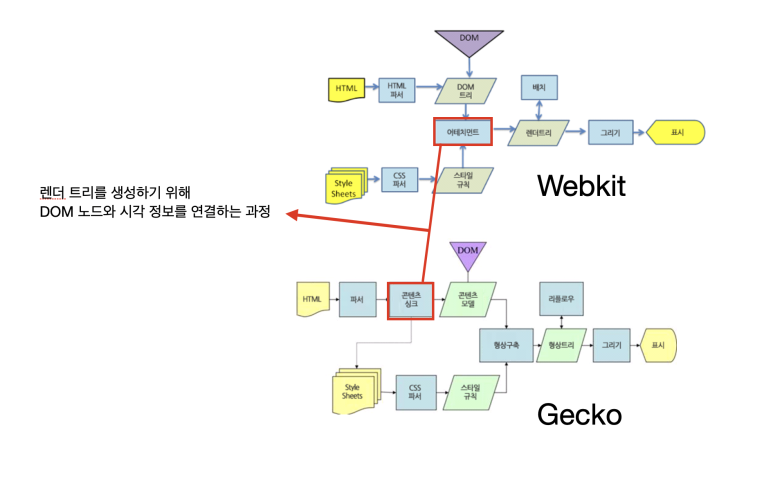 DOM
HTML
HTML
파서
DOM
트리
배치
어태치먼트
렌더트리
그리기
표시
Style
Sheets
CSS
파서
스타일
규칙
Webkit
렌더 트리를 생성하기 위해
DOM 노드와 시각 정보를 연결하는 과정
DOM
HTML
파서
콘텐츠
싱크
콘텐츠
모델
리플로우
형상구축
형상트리
그리기
표시
Style
Sheets
CSS
파서
스타일
규칙
Gecko